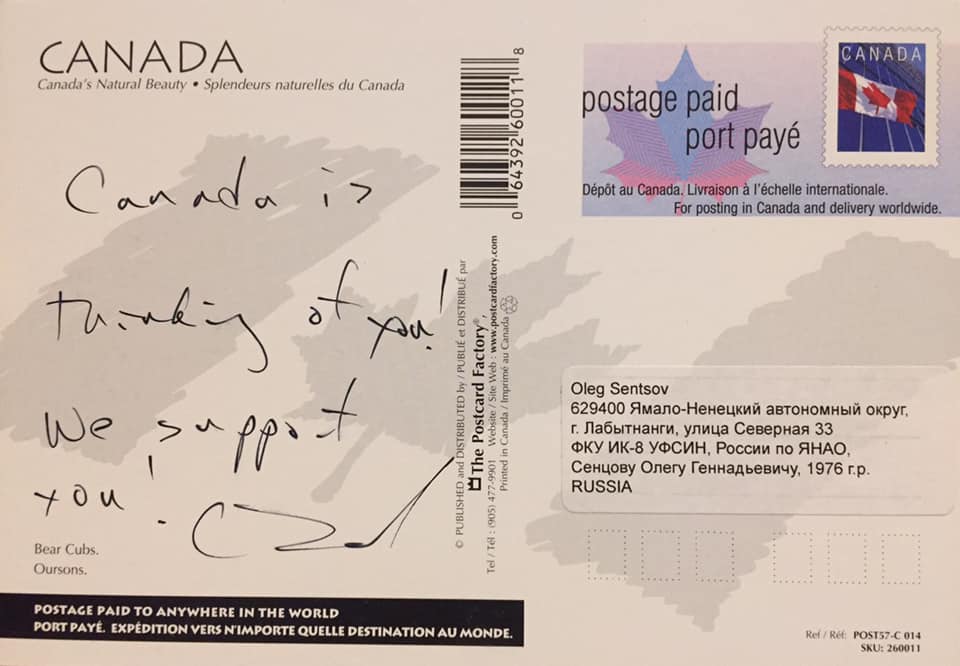 CANADA
Canada's Natural Beauty • Splendeurs naturelles du Canada
Canada is
thinking of you!
We support
you!
Bear Cubs.
Oursons.
POSTAGE PAID TO ANYWHERE IN THE WORLD
PORT PAYÉ. EXPÉDITION VERS N'IMPORTE QUELLE DESTINATION AU MONDE.
0 64392 60011 8
© PUBLISHED and DISTRIBUTED by / PUBLIÉ et DISTRIBUÉ par
The Postcard Factory®
Tel / Tél : (905) 477-9901 Website / Site Web : www.postcardfactory.com
Printed in Canada / Imprimé au Canada
postage paid
port payé
CANADA
Dépôt au Canada. Livraison à l'échelle internationale.
For posting in Canada and delivery worldwide.
Oleg Sentsov
629400 Ямало-Ненецкий автономный округ,
г. Лабытнанги, улица Северная 33
ФКУ ИК-8 УФСИН, России по ЯНАО,
Сенцову Олегу Геннадьевичу, 1976 г.р.
RUSSIA
Ref / Réf: POST57-C 014
SKU: 260011